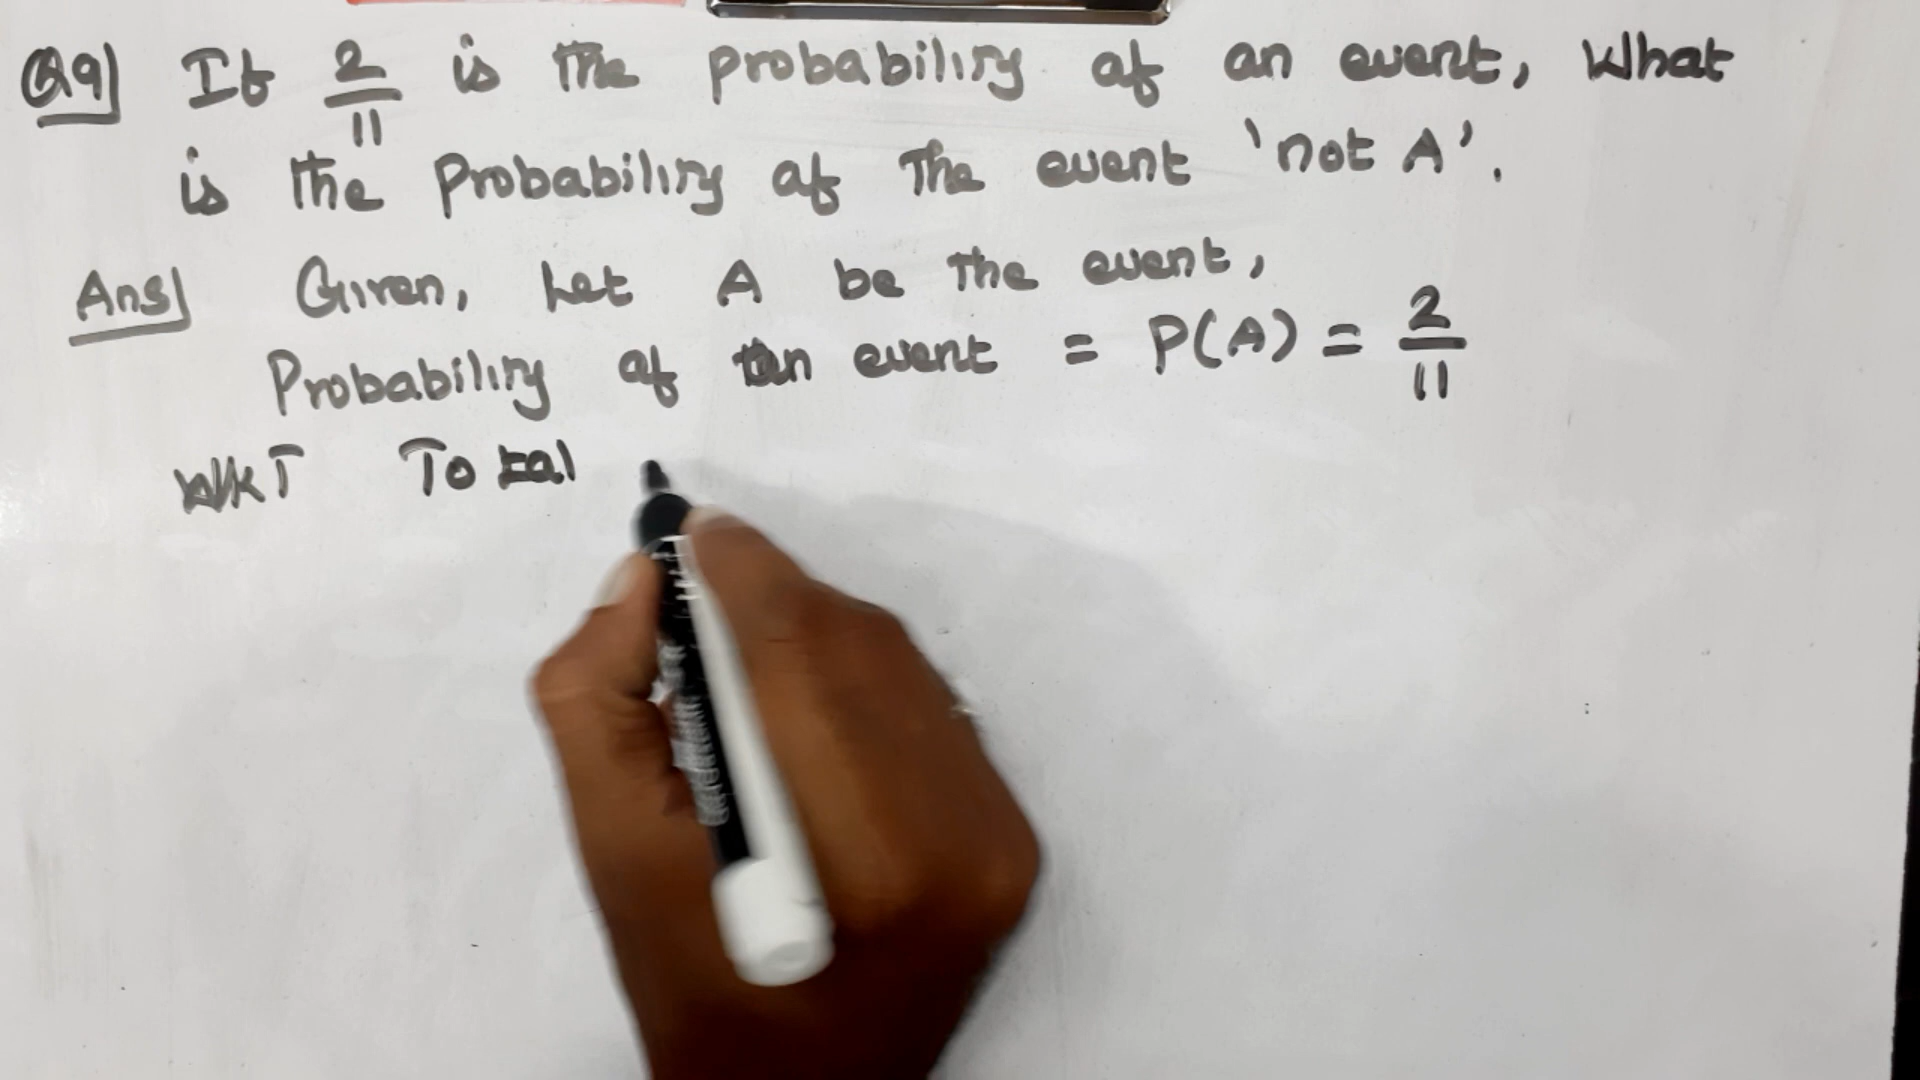 Q9] If 2/11 is the probability of an event, What
is the Probability of The event 'not A'.
Ans] Given, Let A be The event,
Probability of an event = P(A) = 2/11
WKT Total